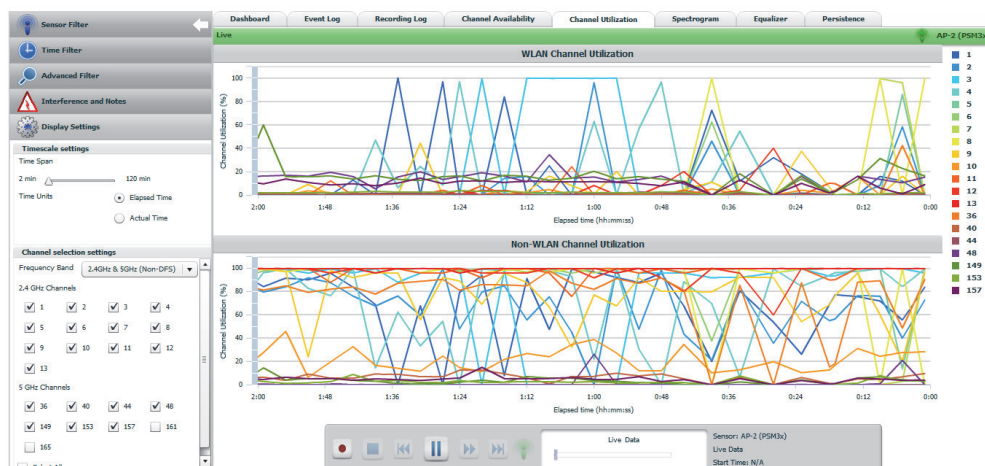 Sensor Filter
Time Filter
Advanced Filter
Interference and Notes
Display Settings
Timescale settings
Time Span
2 min 120 min
Time Units Elapsed Time
Actual Time
Channel selection settings
Frequency Band 2.4GHz & 5GHz (Non-DFS)
2.4 GHz Channels
1 2 3 4
5 6 7 8
9 10 11 12
13
5 GHz Channels
36 40 44 48
149 153 157 161
165
Dashboard Event Log Recording Log Channel Availability Channel Utilization Spectrogram Equalizer Persistence
Live AP-2 (PSM3x)
WLAN Channel Utilization
Channel Utilization (%)
100
80
60
40
20
0
2:00 1:48 1:36 1:24 1:12 1:00 0:48 0:36 0:24 0:12 0:00
Elapsed time (hh:mm:ss)
Non-WLAN Channel Utilization
Channel Utilization (%)
100
80
60
40
20
0
2:00 1:48 1:36 1:24 1:12 1:00 0:48 0:36 0:24 0:12 0:00
Elapsed time (hh:mm:ss)
1
2
3
4
5
6
7
8
9
10
11
12
13
36
40
44
48
149
153
157
Live Data
Sensor: AP-2 (PSM3x)
Live Data
Start Time: N/A